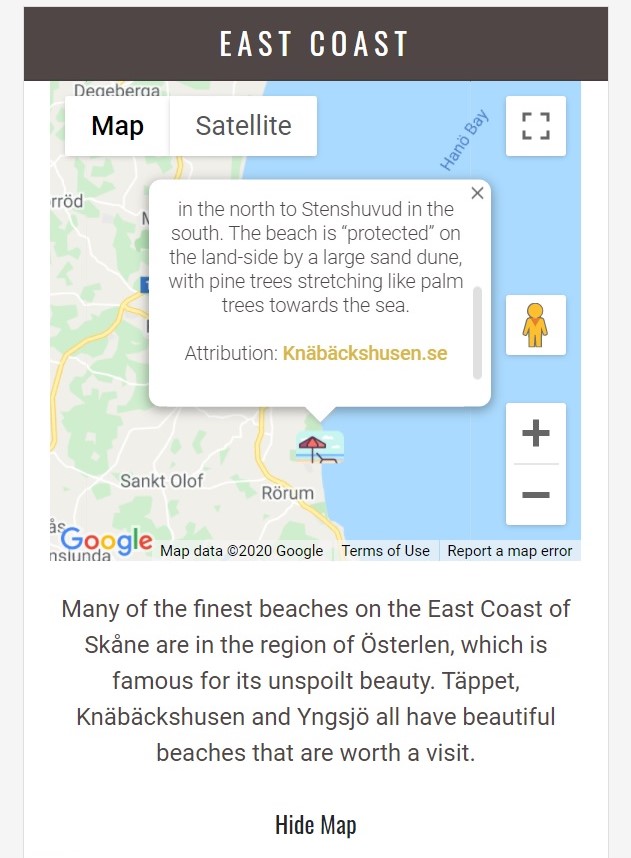 EAST COAST
Degeberga
Map
Satellite
Hanö Bay
in the north to Stenshuvud in the
south. The beach is “protected” on
the land-side by a large sand dune,
with pine trees stretching like palm
trees towards the sea.
Attribution: Knäbäckshusen.se
Sankt Olof
Rörum
Google
Map data ©2020 Google
Terms of Use
Report a map error
Many of the finest beaches on the East Coast of
Skåne are in the region of Österlen, which is
famous for its unspoilt beauty. Täppet,
Knäbäckshusen and Yngsjö all have beautiful
beaches that are worth a visit.
Hide Map